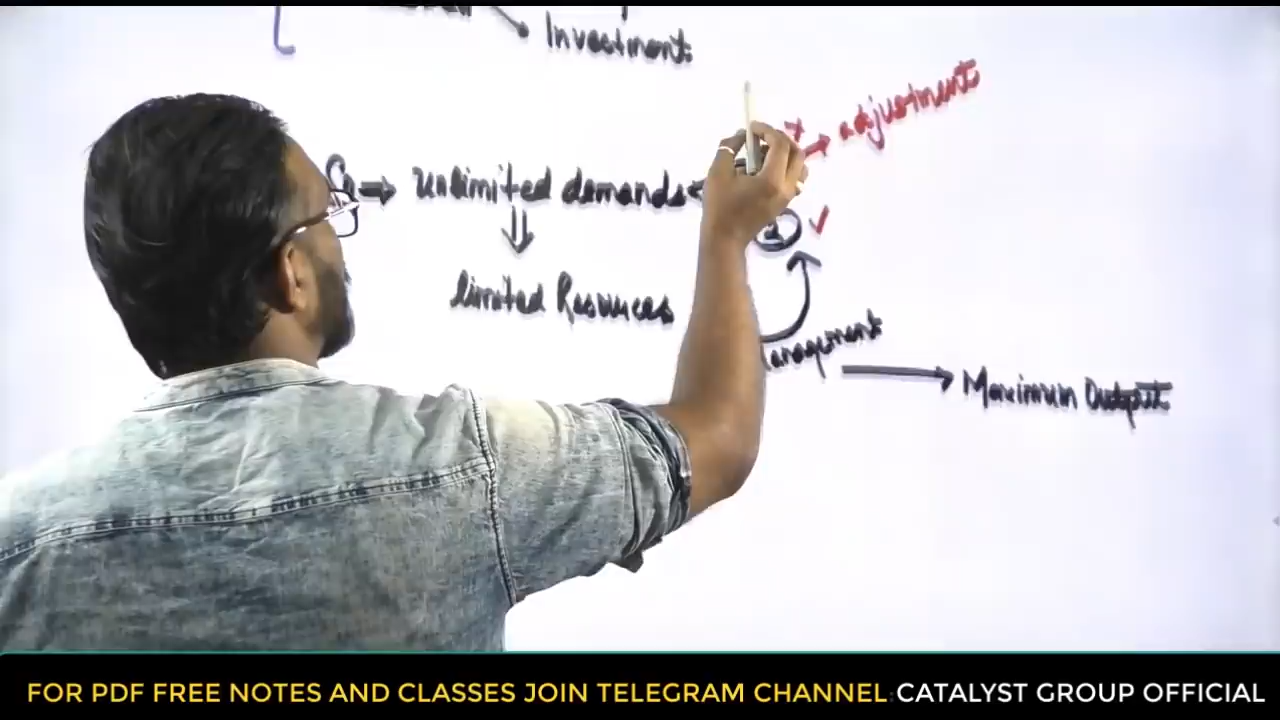 Investment
adjustment
Unlimited demands
limited Resources
anagement
Maximum Output
FOR PDF FREE NOTES AND CLASSES JOIN TELEGRAM CHANNEL: CATALYST GROUP OFFICIAL